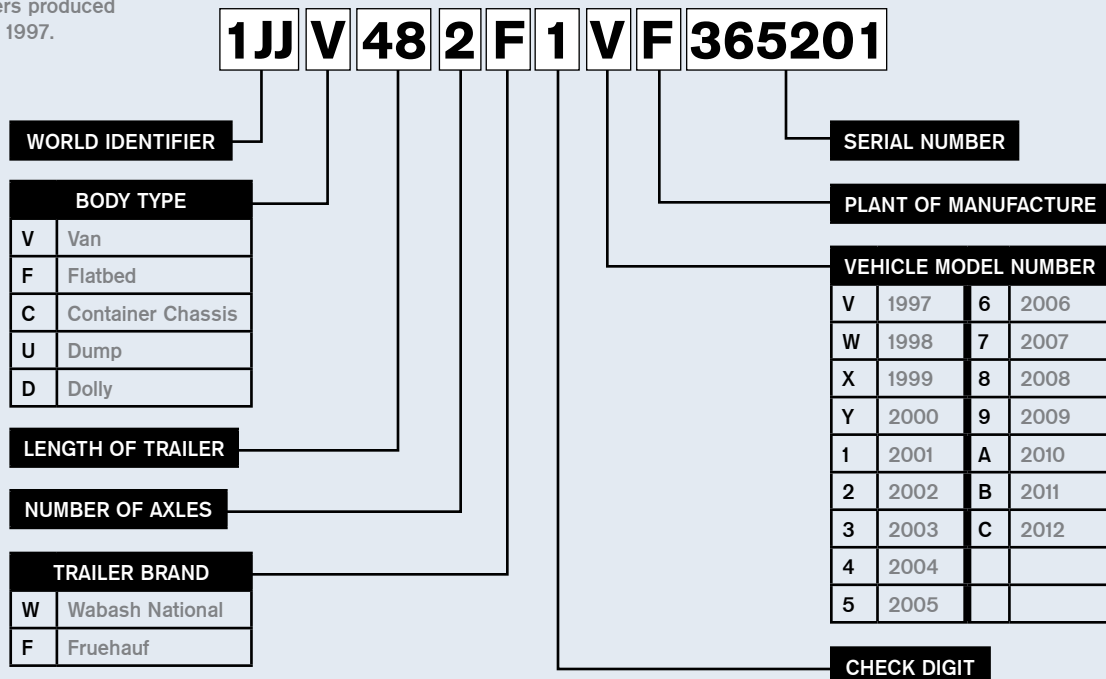 ers produced
1997.
1JJ V 48 2 F 1 V F 365201
WORLD IDENTIFIER
BODY TYPE
V Van
F Flatbed
C Container Chassis
U Dump
D Dolly
LENGTH OF TRAILER
NUMBER OF AXLES
TRAILER BRAND
W Wabash National
F Fruehauf
SERIAL NUMBER
PLANT OF MANUFACTURE
VEHICLE MODEL NUMBER
V 1997 6 2006
W 1998 7 2007
X 1999 8 2008
Y 2000 9 2009
1 2001 A 2010
2 2002 B 2011
3 2003 C 2012
4 2004
5 2005
CHECK DIGIT